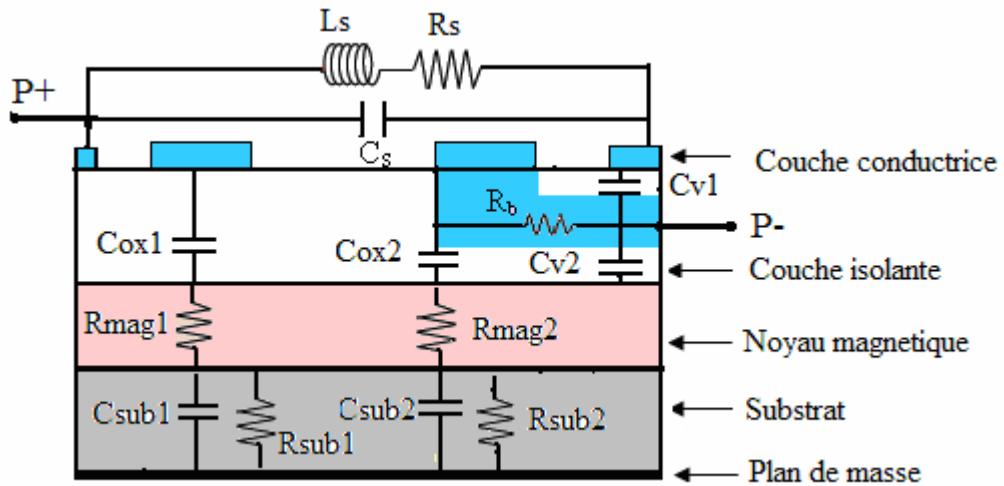 Ls Rs
P+
Cs
Couche conductrice
Cv1
Rb
P-
Cox1
Cox2
Cv2
Couche isolante
Rmag1
Rmag2
Noyau magnetique
Csub1
Rsub1
Csub2
Rsub2
Substrat
Plan de masse